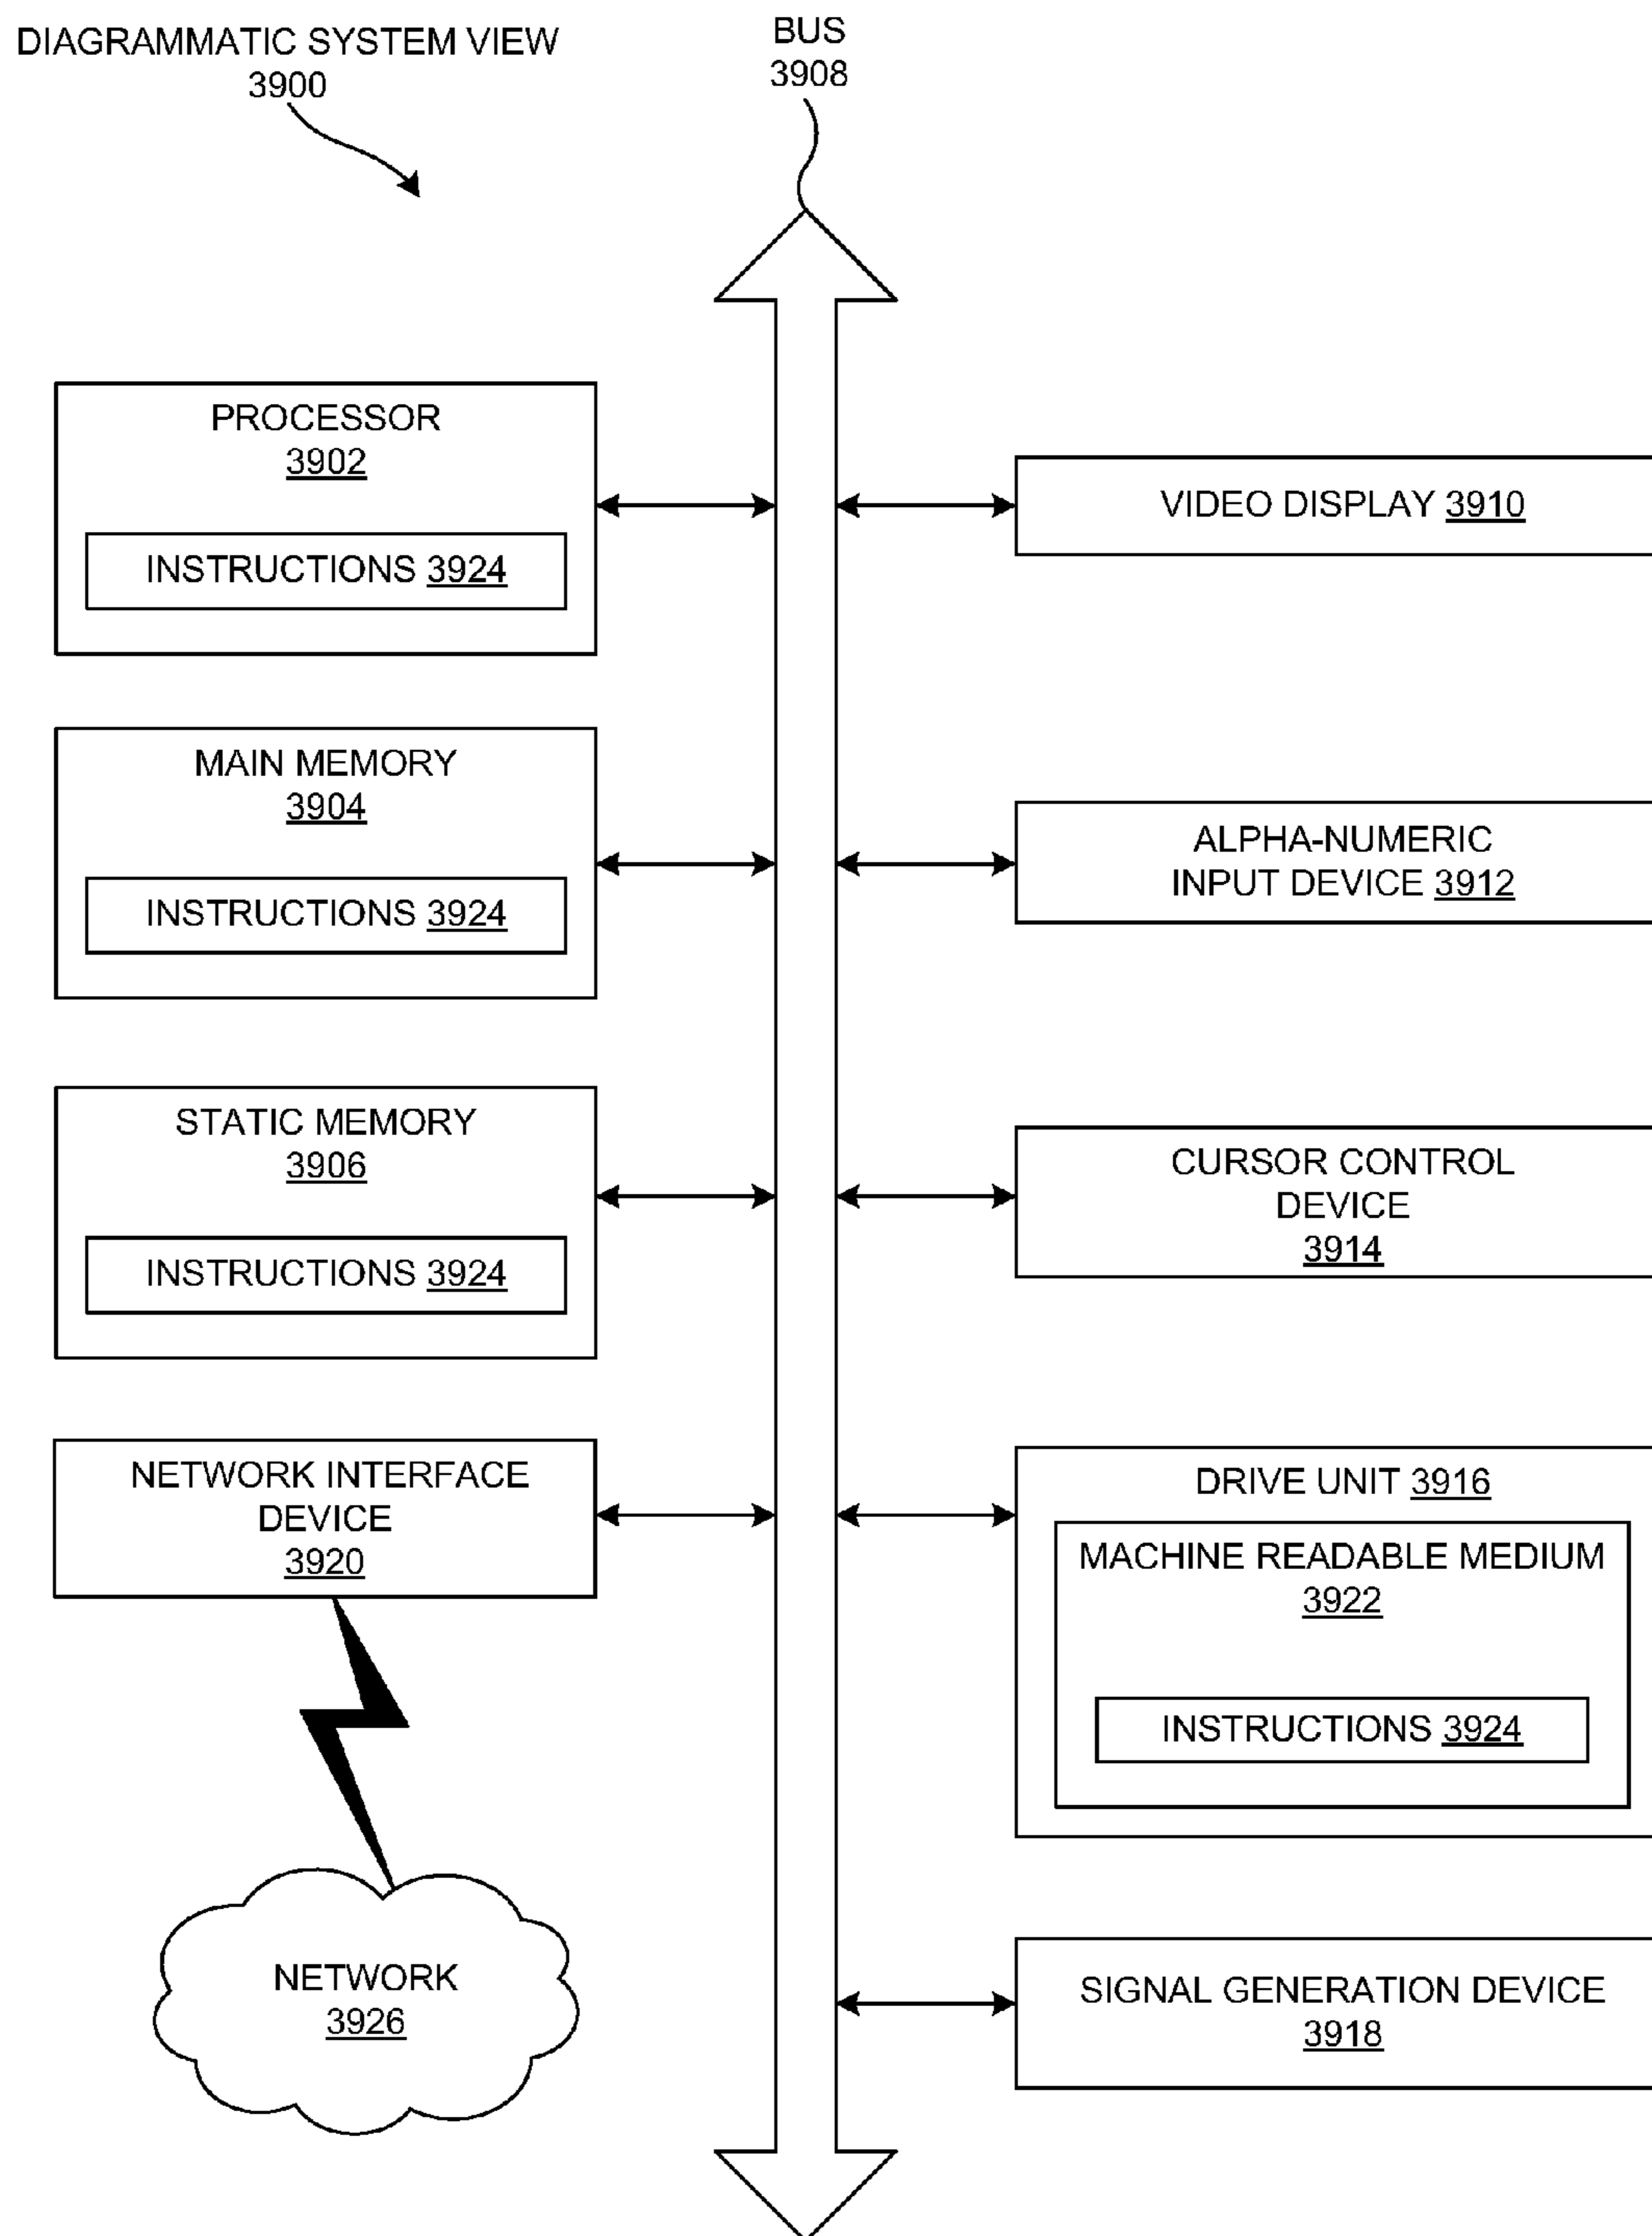 DIAGRAMMATIC SYSTEM VIEW
3900
BUS
3908
PROCESSOR
3902
INSTRUCTIONS 3924
MAIN MEMORY
3904
INSTRUCTIONS 3924
STATIC MEMORY
3906
INSTRUCTIONS 3924
NETWORK INTERFACE
DEVICE
3920
NETWORK
3926
VIDEO DISPLAY 3910
ALPHA-NUMERIC
INPUT DEVICE 3912
CURSOR CONTROL
DEVICE
3914
DRIVE UNIT 3916
MACHINE READABLE MEDIUM
3922
INSTRUCTIONS 3924
SIGNAL GENERATION DEVICE
3918